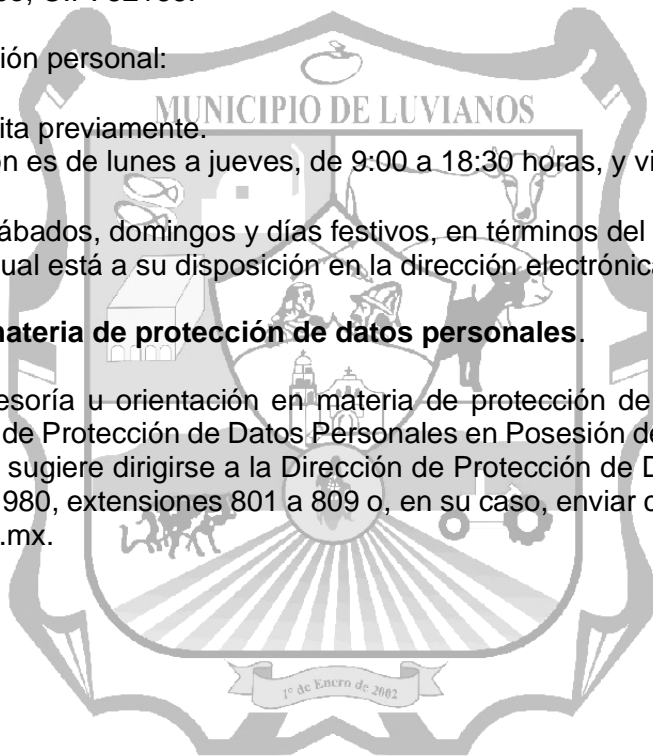 ción personal:
MUNICIPIO DE LUVIANOS
ita previamente.
ón es de lunes a jueves, de 9:00 a 18:30 horas, y vi
ábados, domingos y días festivos, en términos del
ual está a su disposición en la dirección electrónica
materia de protección de datos personales.
esoría u orientación en materia de protección de
de Protección de Datos Personales en Posesión de
sugiere dirigirse a la Dirección de Protección de D
980, extensiones 801 a 809 o, en su caso, enviar c
.mx.
1º de Enero de 2002